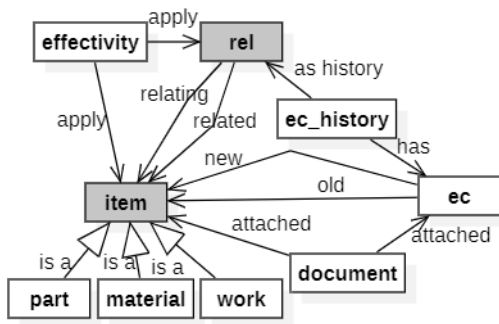 apply
effectivity
rel
as history
relating
apply
related
ec_history
has
new
item
old
ec
attached
attached
is a
is a
is a
document
part
material
work